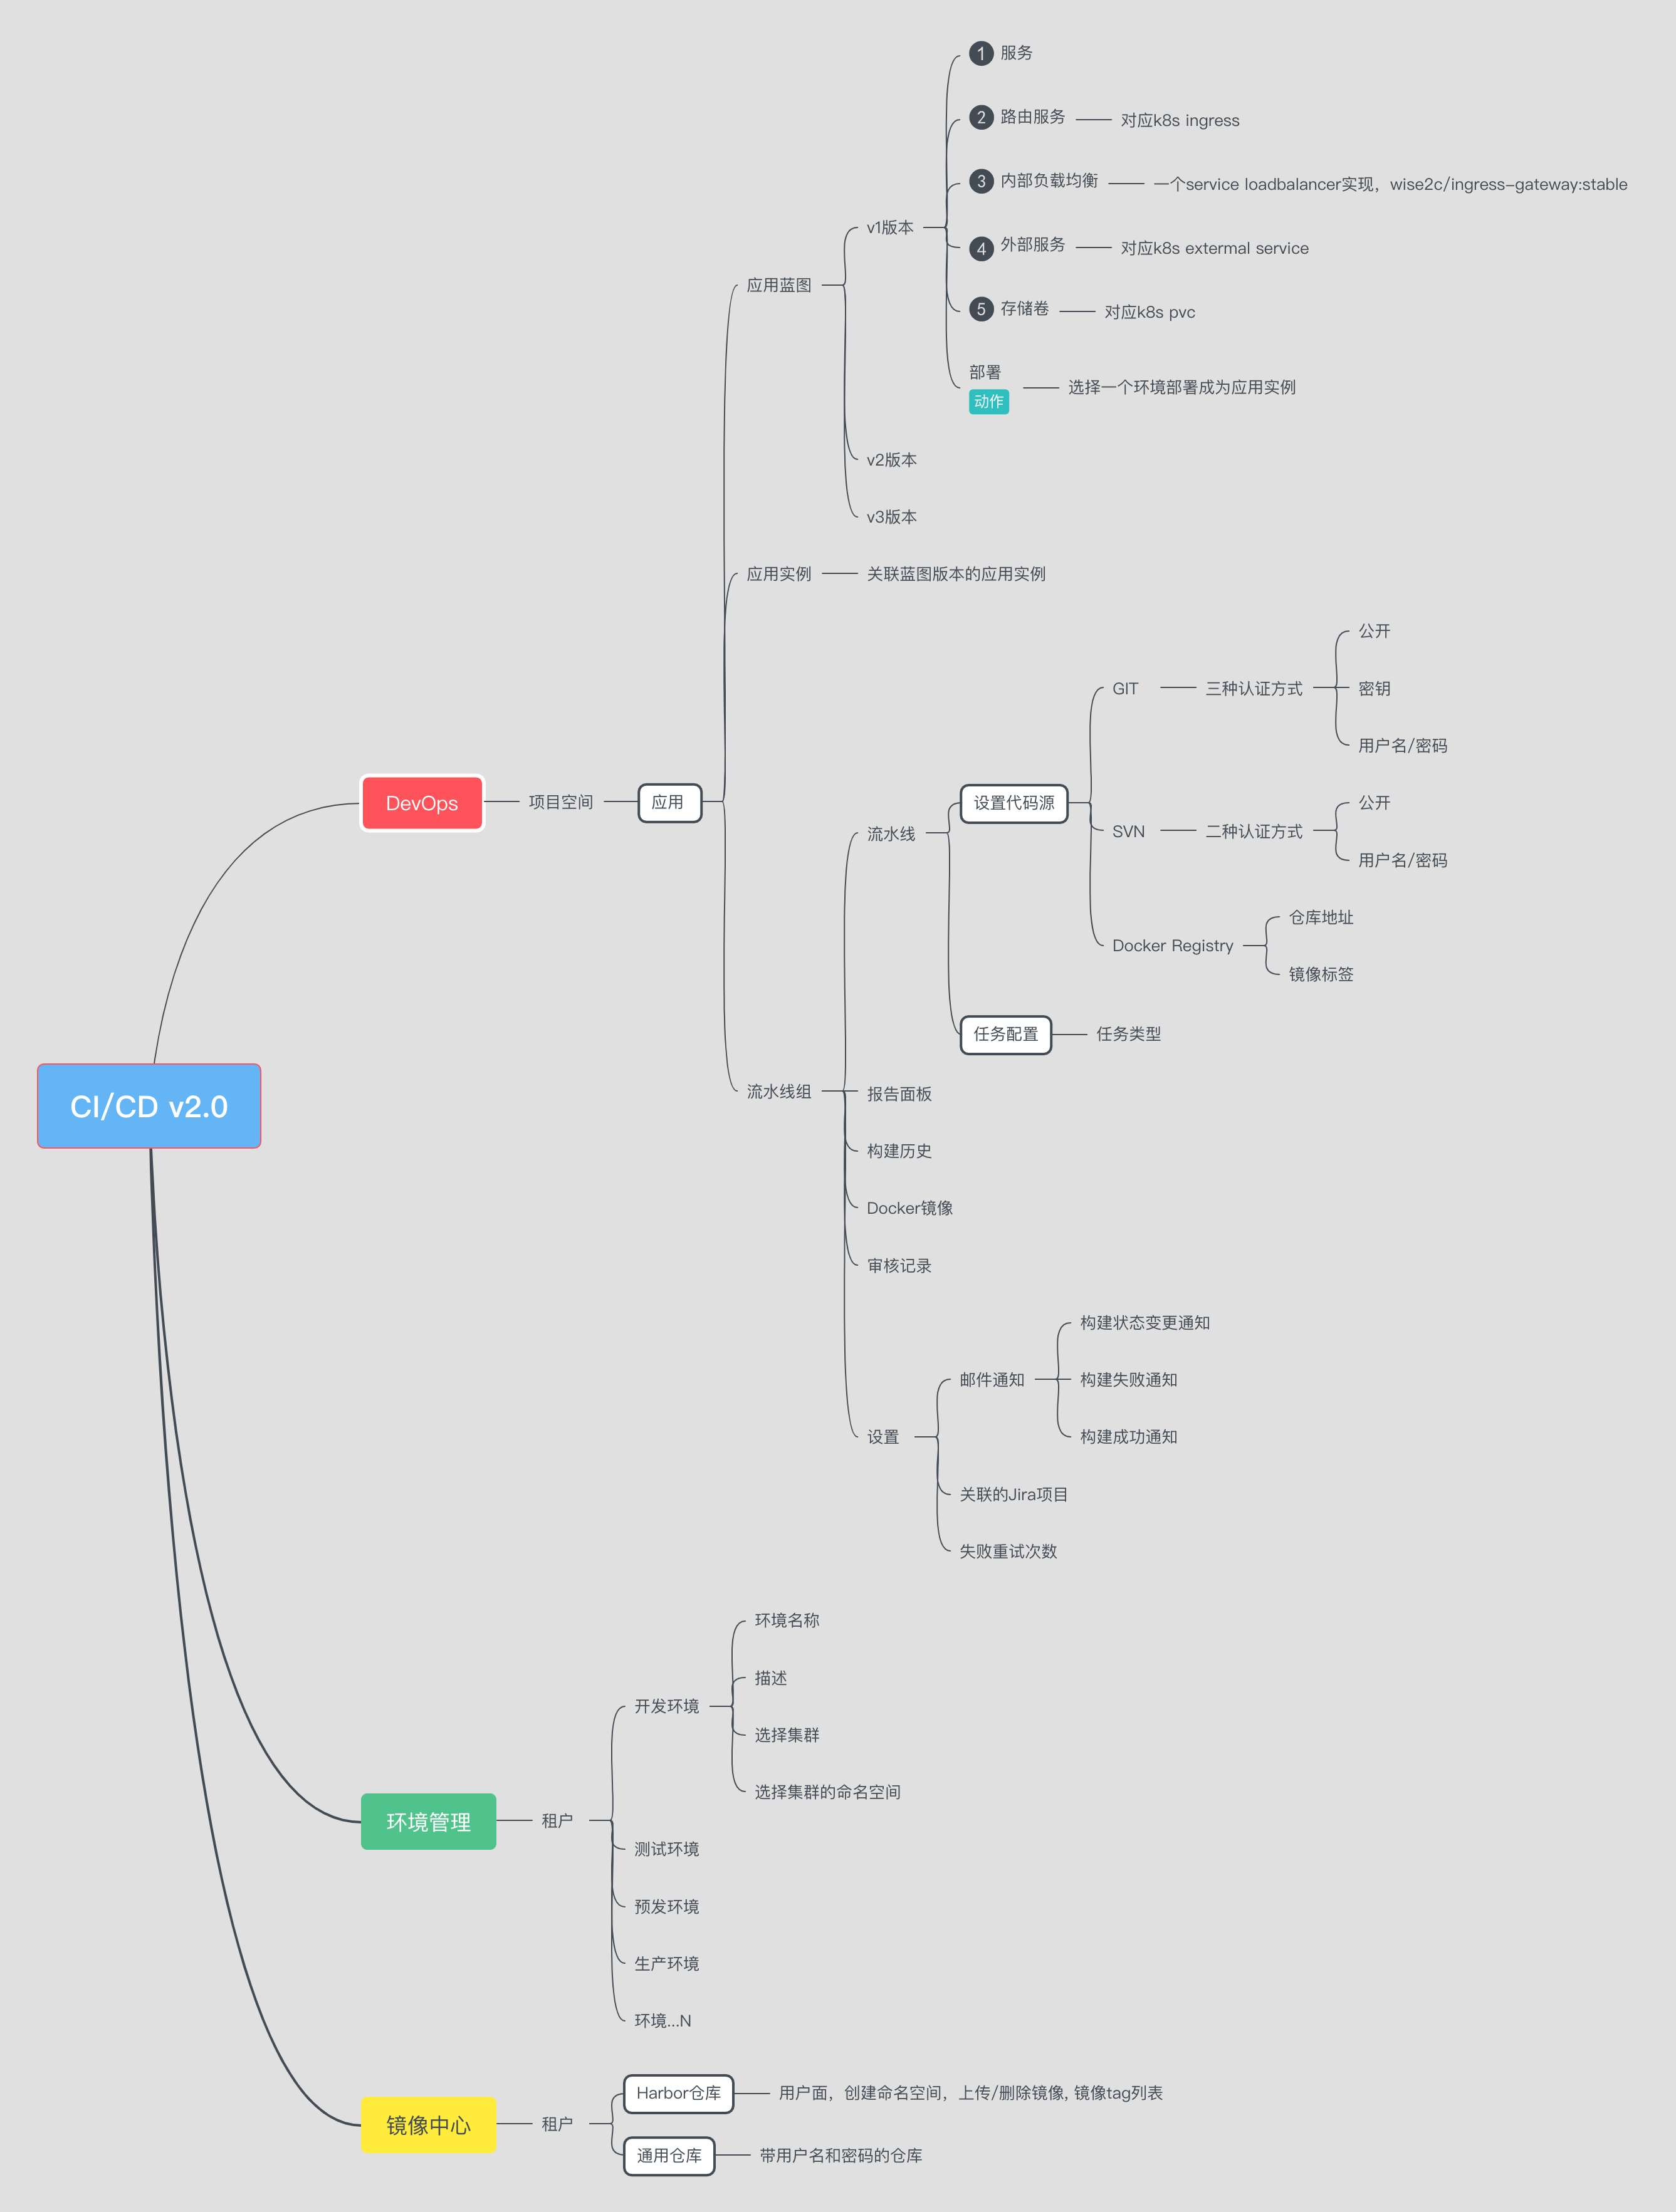 CI/CD v2.0
DevOps
项目空间
应用
应用蓝图
v1版本
1 服务
2 路由服务
对应k8s ingress
3 内部负载均衡
一个service loadbalancer实现，wise2c/ingress-gateway:stable
4 外部服务
对应k8s extermal service
5 存储卷
对应k8s pvc
部署
动作
选择一个环境部署成为应用实例
v2版本
v3版本
应用实例
关联蓝图版本的应用实例
流水线组
流水线
设置代码源
GIT
三种认证方式
公开
密钥
用户名/密码
SVN
二种认证方式
公开
用户名/密码
Docker Registry
仓库地址
镜像标签
任务配置
任务类型
报告面板
构建历史
Docker镜像
审核记录
设置
邮件通知
构建状态变更通知
构建失败通知
构建成功通知
关联的Jira项目
失败重试次数
环境管理
租户
开发环境
环境名称
描述
选择集群
选择集群的命名空间
测试环境
预发环境
生产环境
环境...N
镜像中心
租户
Harbor仓库
用户面，创建命名空间，上传/删除镜像, 镜像tag列表
通用仓库
带用户名和密码的仓库